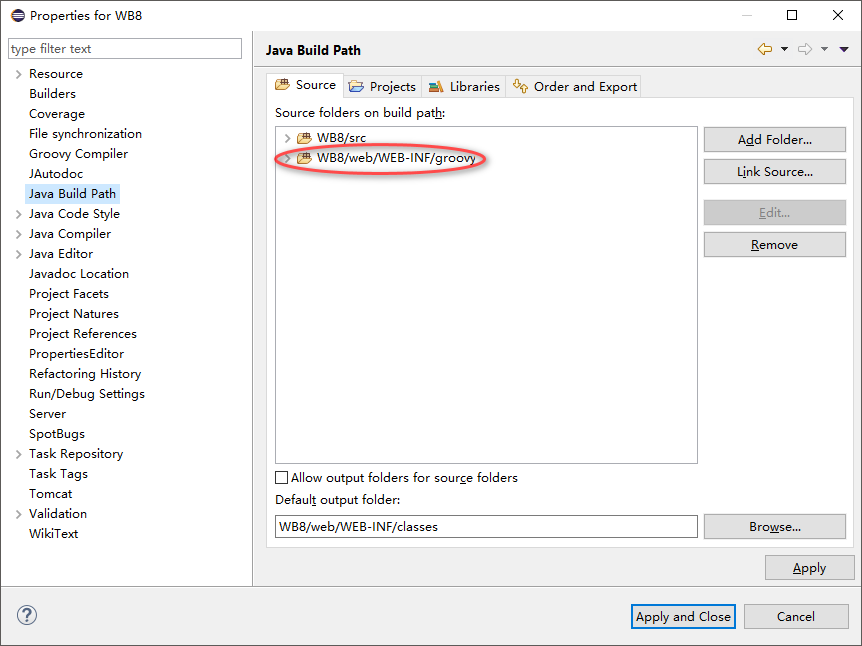 Properties for WB8
type filter text
Resource
Builders
Coverage
File synchronization
Groovy Compiler
JAutodoc
Java Build Path
Java Code Style
Java Compiler
Java Editor
Javadoc Location
Project Facets
Project Natures
Project References
PropertiesEditor
Refactoring History
Run/Debug Settings
Server
SpotBugs
Task Repository
Task Tags
Tomcat
Validation
WikiText
Java Build Path
Source Projects Libraries Order and Export
Source folders on build path:
WB8/src
WB8/web/WEB-INF/groovy
Add Folder...
Link Source...
Edit...
Remove
Allow output folders for source folders
Default output folder:
WB8/web/WEB-INF/classes
Browse...
Apply
?
Apply and Close
Cancel